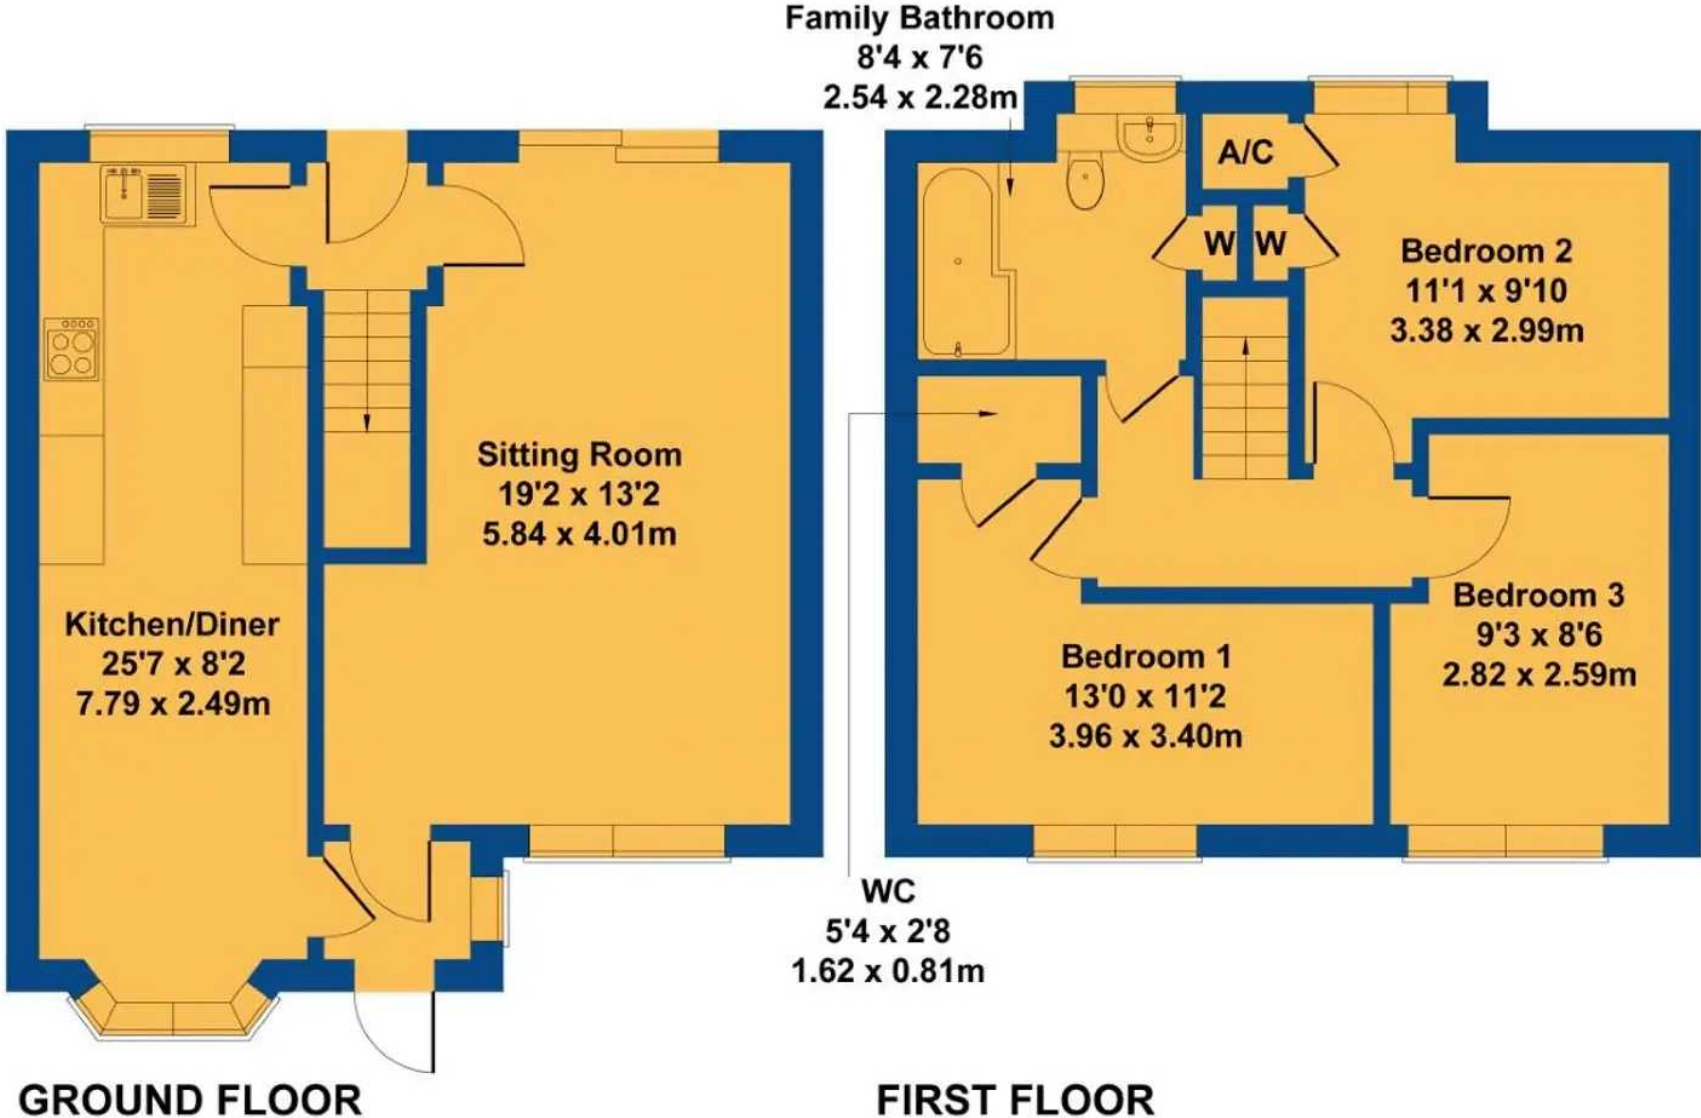 Family Bathroom
8'4 x 7'6
2.54 x 2.28m
A/C
W
W
Bedroom 2
11'1 x 9'10
3.38 x 2.99m
Sitting Room
19'2 x 13'2
5.84 x 4.01m
Kitchen/Diner
25'7 x 8'2
7.79 x 2.49m
Bedroom 1
13'0 x 11'2
3.96 x 3.40m
Bedroom 3
9'3 x 8'6
2.82 x 2.59m
WC
5'4 x 2'8
1.62 x 0.81m
GROUND FLOOR
FIRST FLOOR